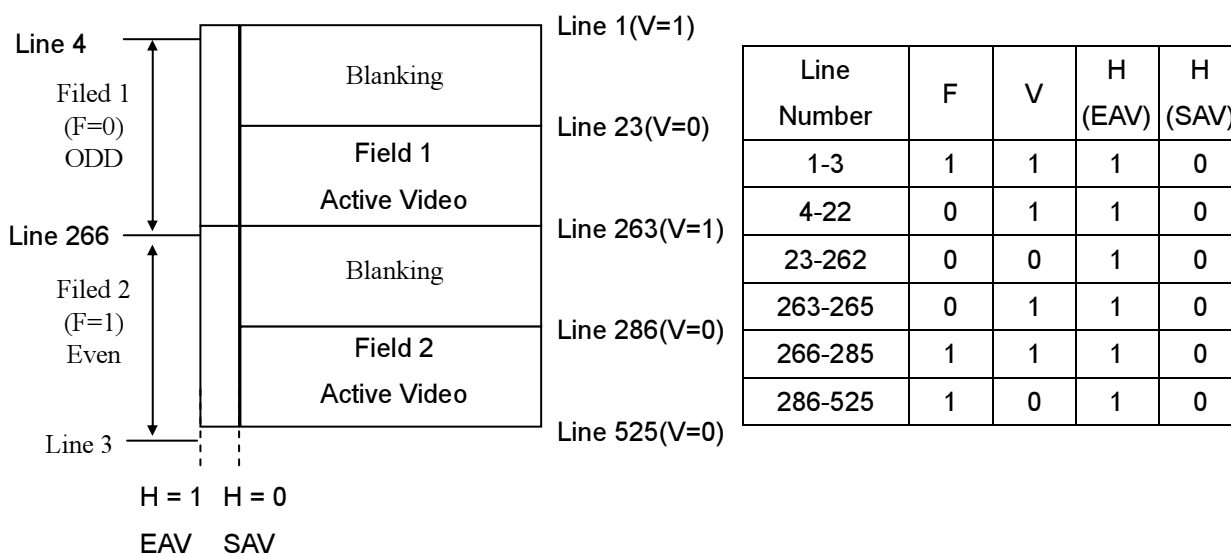 Line 4
Filed 1
(F=0)
ODD
Line 266
Filed 2
(F=1)
Even
Line 3
Blanking
Field 1
Active Video
Blanking
Field 2
Active Video
H = 1 H = 0
EAV SAV
Line 1(V=1)
Line 23(V=0)
Line 263(V=1)
Line 286(V=0)
Line 525(V=0)
Line Number F V H (EAV) H (SAV)
1-3 1 1 1 0
4-22 0 1 1 0
23-262 0 0 1 0
263-265 0 1 1 0
266-285 1 1 1 0
286-525 1 0 1 0